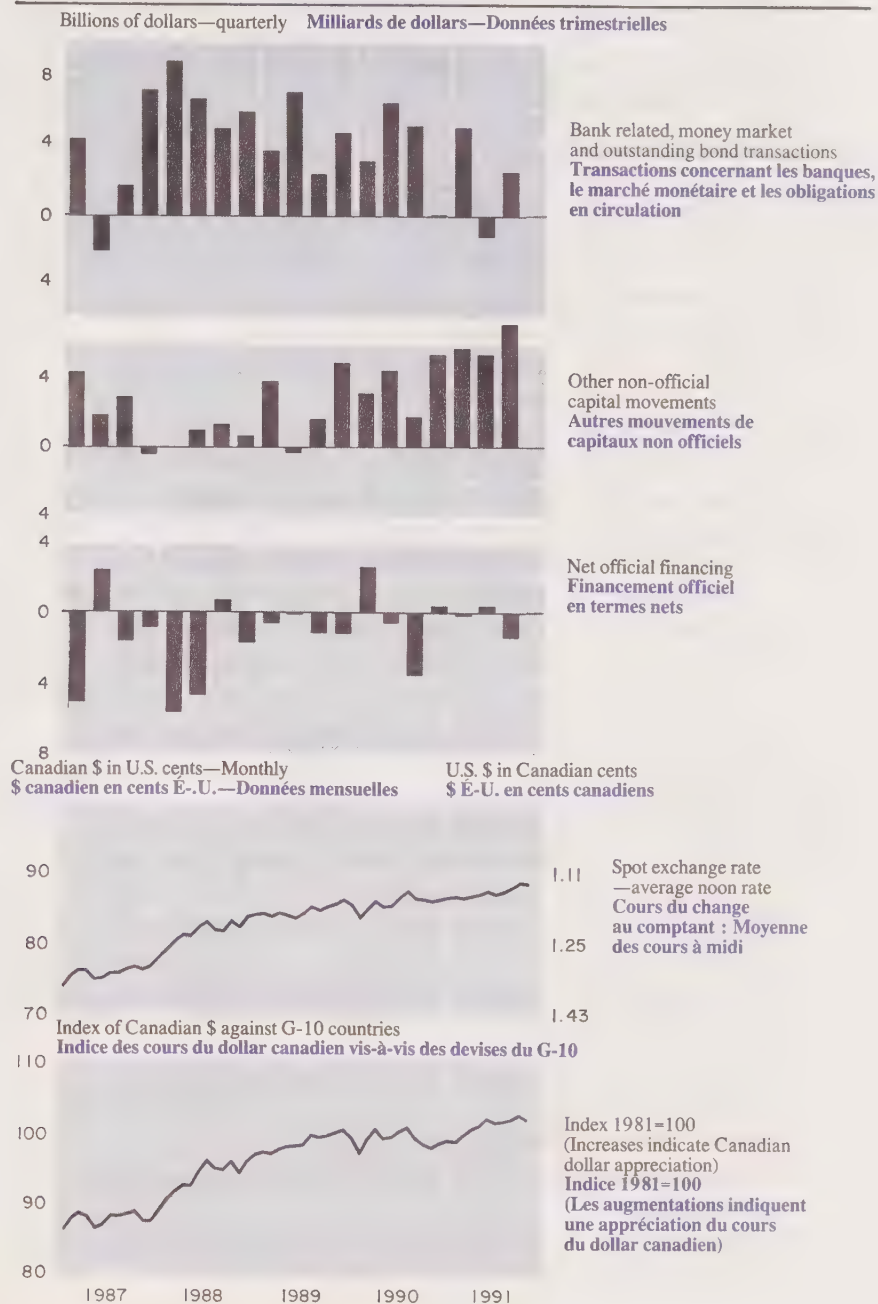 Billions of dollars—quarterly Milliards de dollars—Données trimestrielles
8
4
0
4
Bank related, money market
and outstanding bond transactions
Transactions concernant les banques,
le marché monétaire et les obligations
en circulation
4
0
4
Other non-official
capital movements
Autres mouvements de
capitaux non officiels
4
0
4
8
Net official financing
Financement officiel
en termes nets
Canadian $ in U.S. cents—Monthly
$ canadien en cents É-.U.—Données mensuelles
U.S. $ in Canadian cents
$ É-U. en cents canadiens
90
80
70
1.11
1.25
1.43
Spot exchange rate
—average noon rate
Cours du change
au comptant : Moyenne
des cours à midi
Index of Canadian $ against G-10 countries
Indice des cours du dollar canadien vis-à-vis des devises du G-10
110
100
90
80
Index 1981=100
(Increases indicate Canadian
dollar appreciation)
Indice 1981=100
(Les augmentations indiquent
une appréciation du cours
du dollar canadien)
1987 1988 1989 1990 1991